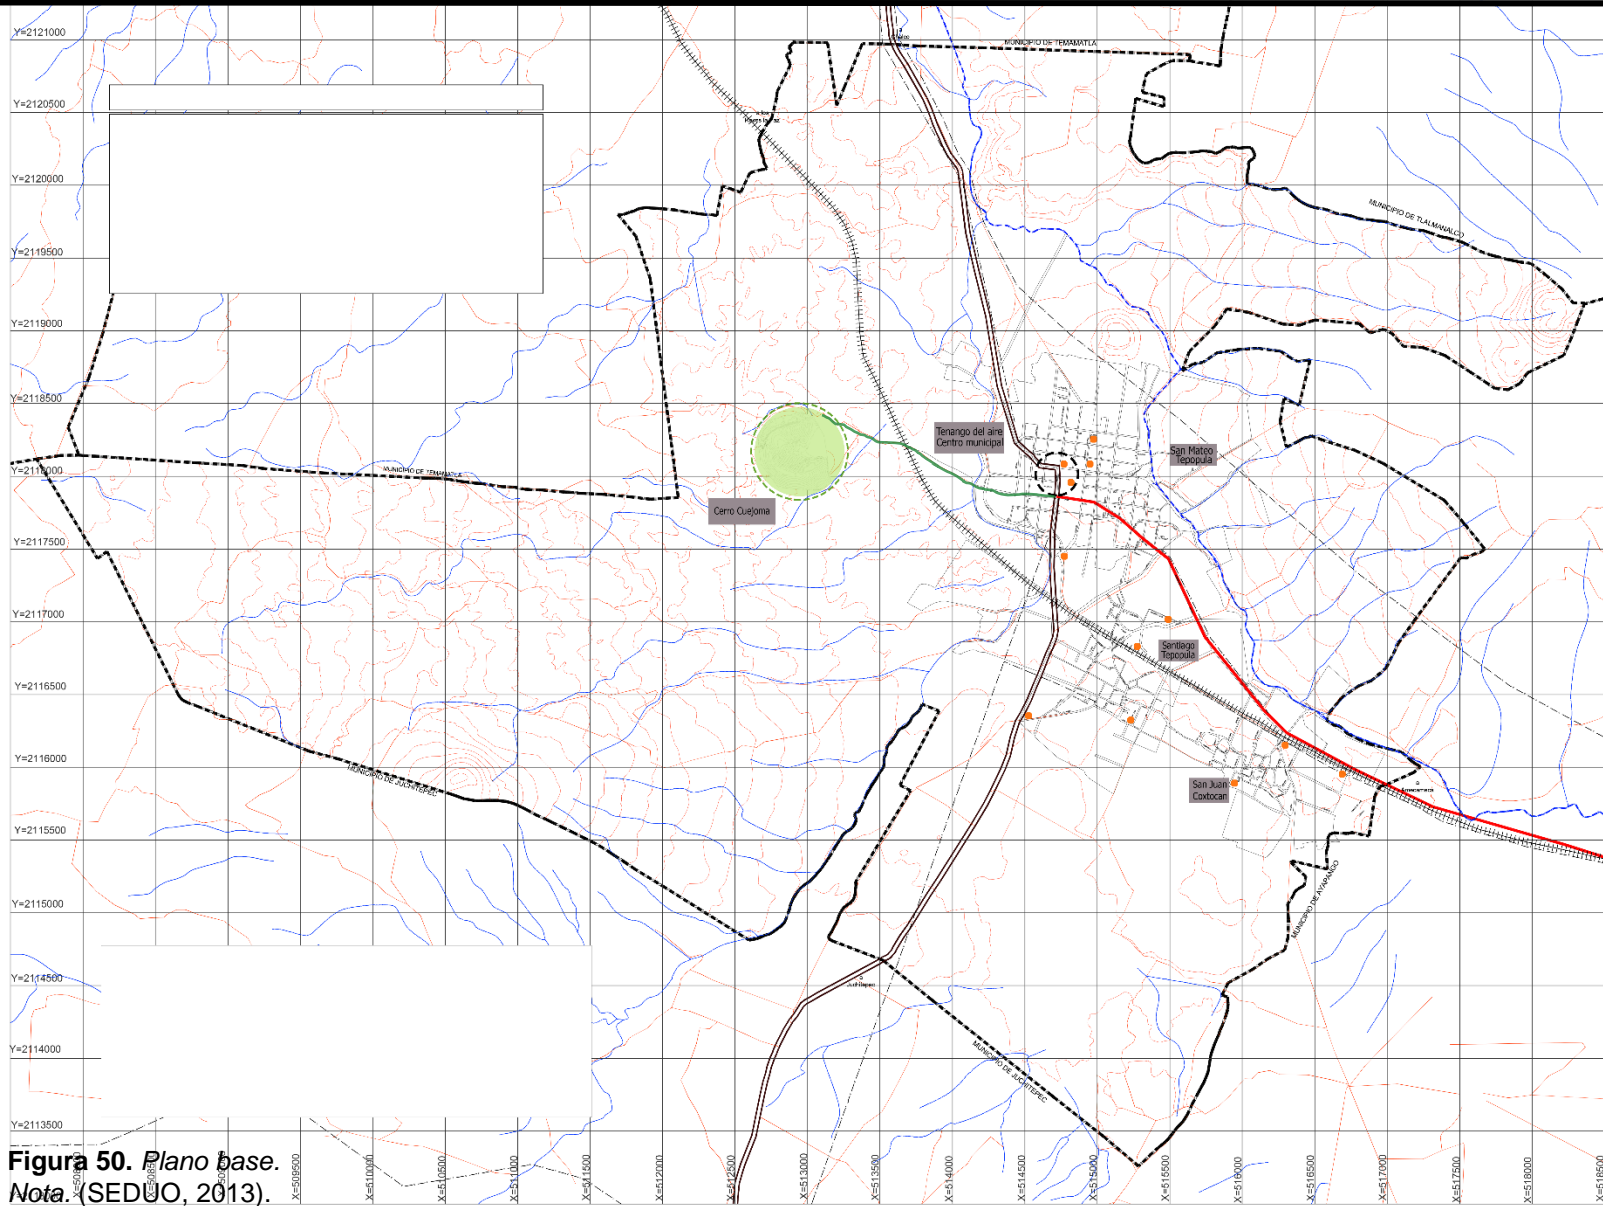 Y=2121000
MUNICIPIO DE TEMAMATLA
Y=2120500
Y=2120000
MUNICIPIO DE TLALMANALCO
Y=2119500
Y=2119000
Y=2118500
Tenango del aire
Centro municipal
San Mateo
Tepopula
Y=2118000
MUNICIPIO DE TEMAMATLA
Cerro Cuejoma
Y=2117500
Y=2117000
Santiago
Tepopula
Y=2116500
Y=2116000
MUNICIPIO DE JUCHITEPEC
San Juan
Coxtocan
Amecameca
Y=2115500
MUNICIPIO DE AYAPANGO
Y=2115000
Y=2114500
Juchitepec
Y=2114000
MUNICIPIO DE JUCHITEPEC
Y=2113500
X=509500
X=510000
X=510500
X=511000
X=511500
X=512000
X=512500
X=513000
X=513500
X=514000
X=514500
X=515000
X=515500
X=516000
X=516500
X=517000
X=517500
X=518000
X=518500
Figura 50. Plano base.
Nota. (SEDUO, 2013).